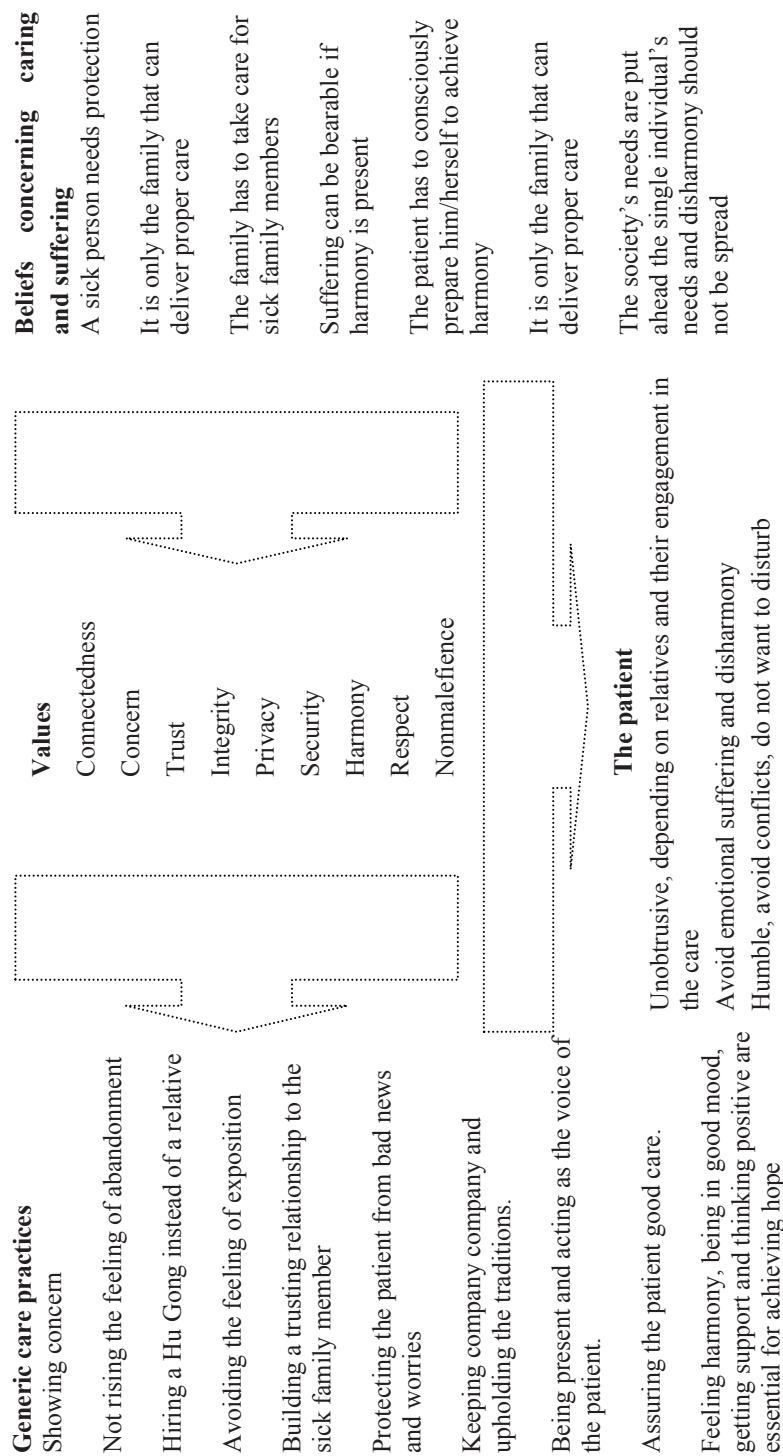 Generic care practices
Showing concern
Not rising the feeling of abandonment
Hiring a Hu Gong instead of a relative
Avoiding the feeling of exposition
Building a trusting relationship to the
sick family member
Protecting the patient from bad news
and worries
Keeping company company and
upholding the traditions.
Being present and acting as the voice of
the patient.
Assuring the patient good care.
Feeling harmony, being in good mood,
getting support and thinking positive are
essential for achieving hope
Values
Connectedness
Concern
Trust
Integrity
Privacy
Security
Harmony
Respect
Nonmalefience
Beliefs concerning caring
and suffering
A sick person needs protection
It is only the family that can
deliver proper care
The family has to take care for
sick family members
Suffering can be bearable if
harmony is present
The patient has to consciously
prepare him/herself to achieve
harmony
It is only the family that can
deliver proper care
The society’s needs are put
ahead the single individual’s
needs and disharmony should
not be spread
The patient
Unobtrusive, depending on relatives and their engagement in
the care
Avoid emotional suffering and disharmony
Humble, avoid conflicts, do not want to disturb